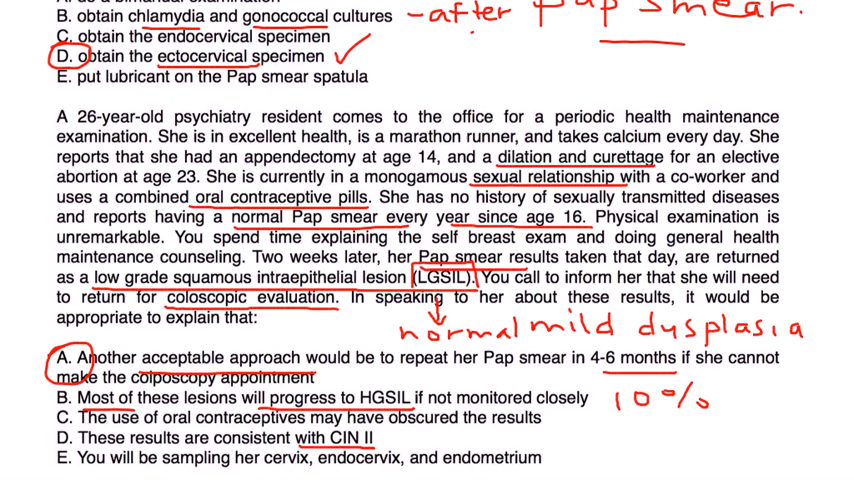 B. obtain chlamydia and gonococcal cultures - after Pap smear.
C. obtain the endocervical specimen
D. obtain the ectocervical specimen
E. put lubricant on the Pap smear spatula
A 26-year-old psychiatry resident comes to the office for a periodic health maintenance
examination. She is in excellent health, is a marathon runner, and takes calcium every day. She
reports that she had an appendectomy at age 14, and a dilation and curettage for an elective
abortion at age 23. She is currently in a monogamous sexual relationship with a co-worker and
uses a combined oral contraceptive pills. She has no history of sexually transmitted diseases
and reports having a normal Pap smear every year since age 16. Physical examination is
unremarkable. You spend time explaining the self breast exam and doing general health
maintenance counseling. Two weeks later, her Pap smear results taken that day, are returned
as a low grade squamous intraepithelial lesion (LGSIL). You call to inform her that she will need
to return for coloscopic evaluation. In speaking to her about these results, it would be
appropriate to explain that:
normal mild dysplasia
A. Another acceptable approach would be to repeat her Pap smear in 4-6 months if she cannot
make the colposcopy appointment
B. Most of these lesions will progress to HGSIL if not monitored closely 10%
C. The use of oral contraceptives may have obscured the results
D. These results are consistent with CIN II
E. You will be sampling her cervix, endocervix, and endometrium